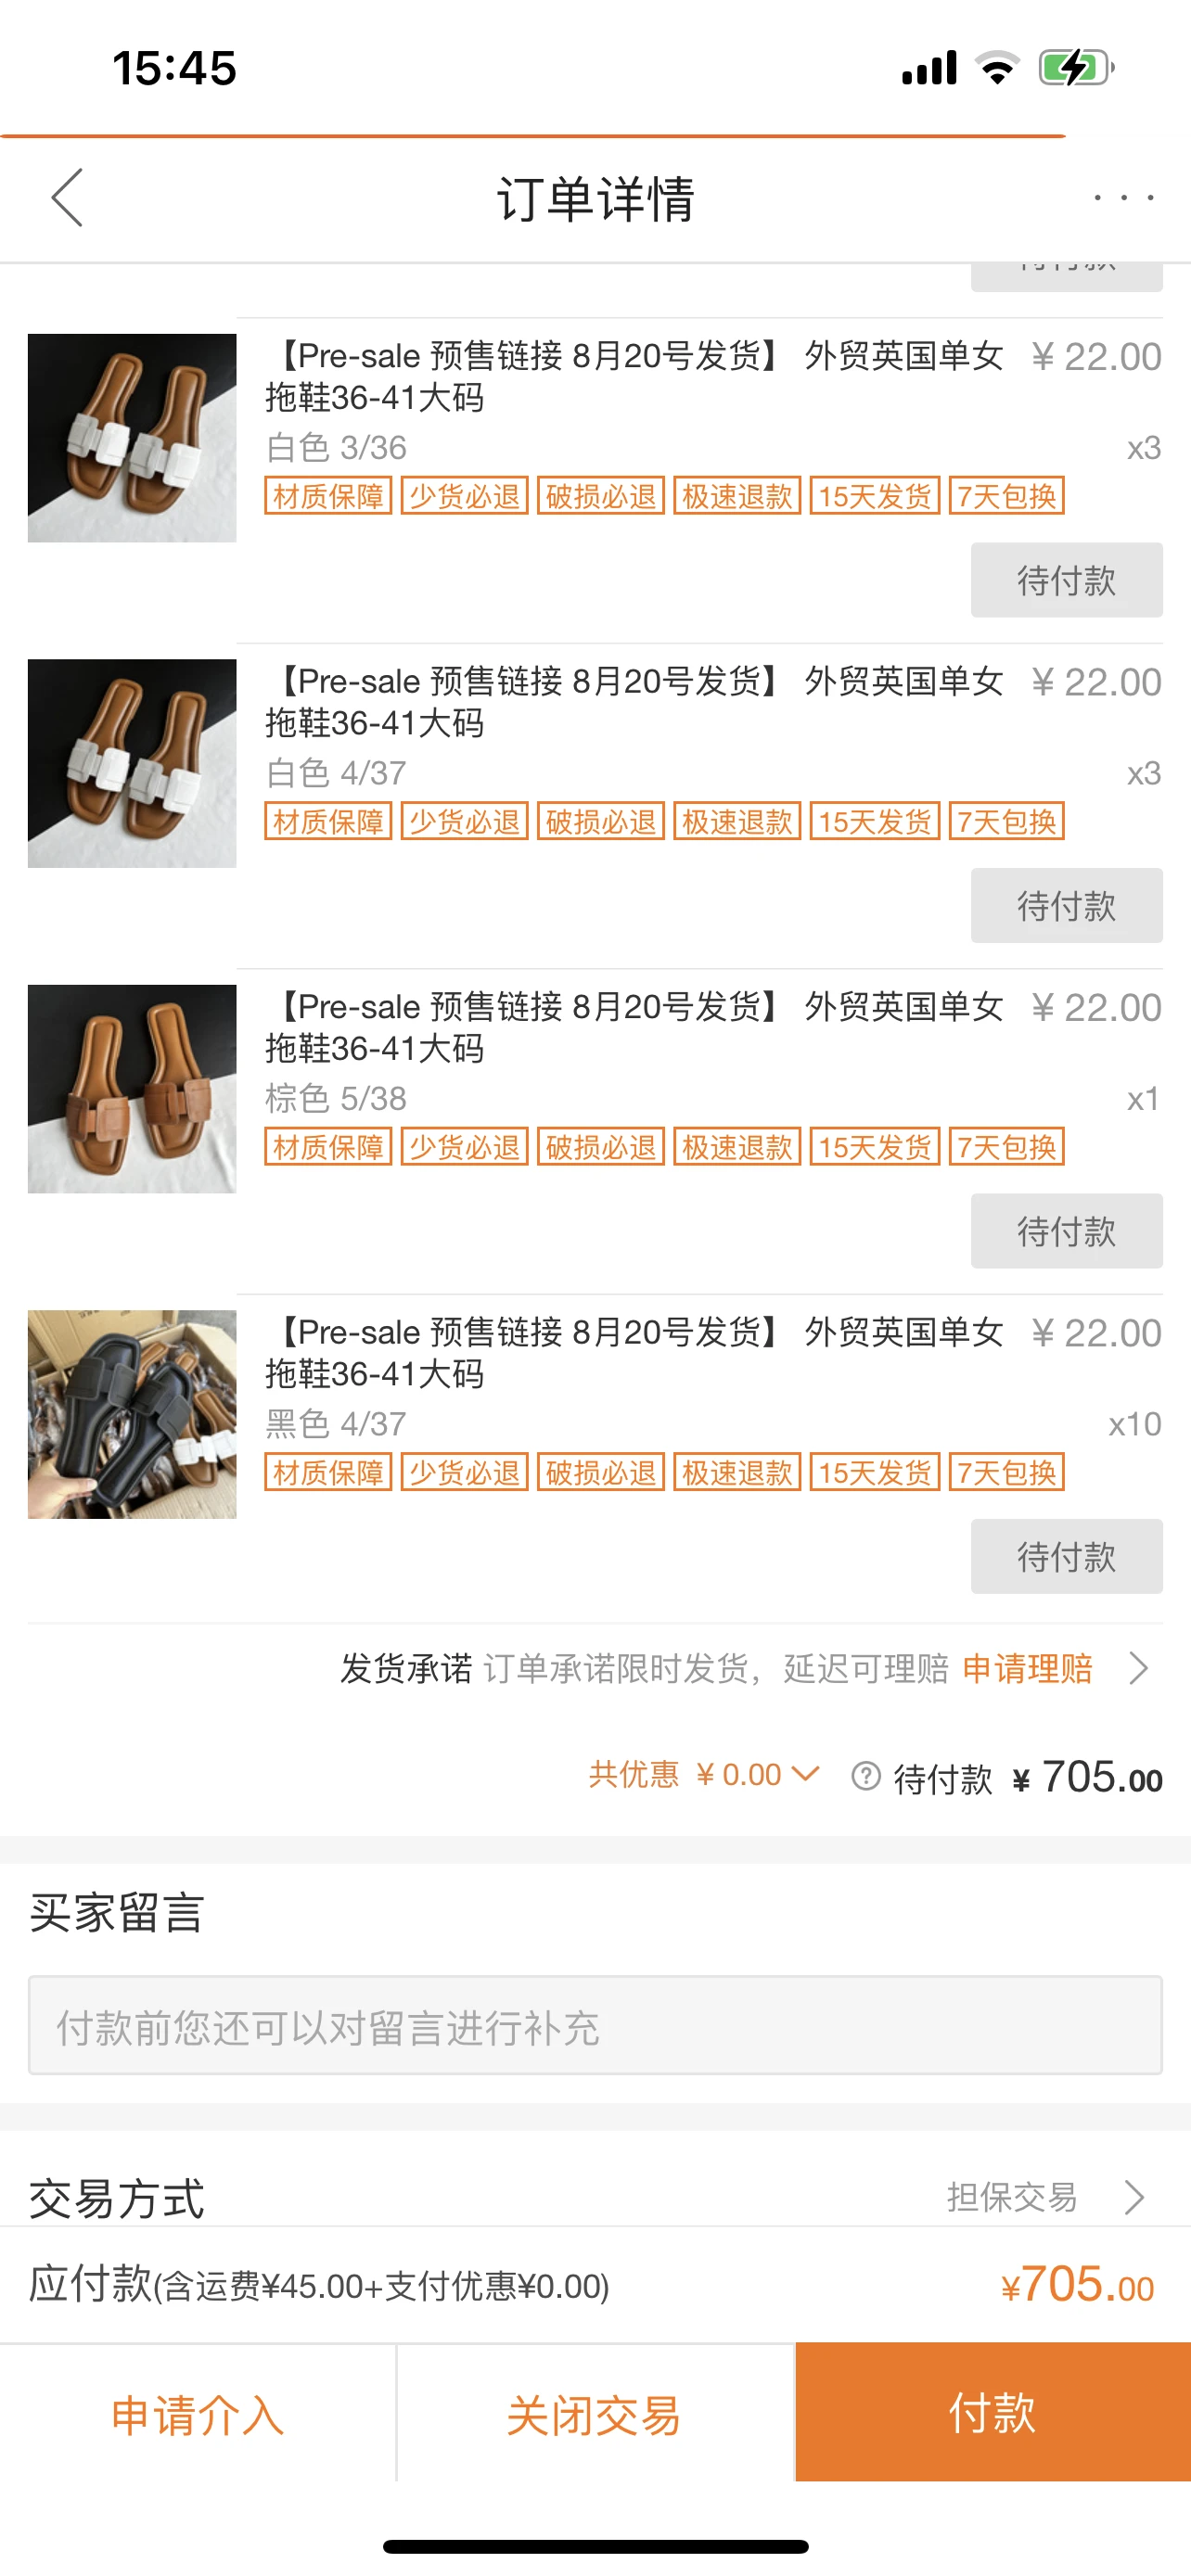 15:45
订单详情
【Pre-sale 预售链接 8月20号发货】 外贸英国单女 ¥ 22.00
拖鞋36-41大码
白色 3/36 x3
材质保障 少货必退 破损必退 极速退款 15天发货 7天包换
待付款
【Pre-sale 预售链接 8月20号发货】 外贸英国单女 ¥ 22.00
拖鞋36-41大码
白色 4/37 x3
材质保障 少货必退 破损必退 极速退款 15天发货 7天包换
待付款
【Pre-sale 预售链接 8月20号发货】 外贸英国单女 ¥ 22.00
拖鞋36-41大码
棕色 5/38 x1
材质保障 少货必退 破损必退 极速退款 15天发货 7天包换
待付款
【Pre-sale 预售链接 8月20号发货】 外贸英国单女 ¥ 22.00
拖鞋36-41大码
黑色 4/37 x10
材质保障 少货必退 破损必退 极速退款 15天发货 7天包换
待付款
发货承诺 订单承诺限时发货，延迟可理赔 申请理赔
共优惠 ¥ 0.00 待付款 ¥ 705.00
买家留言
付款前您还可以对留言进行补充
交易方式 担保交易
应付款(含运费¥45.00+支付优惠¥0.00) ¥705.00
申请介入 关闭交易 付款